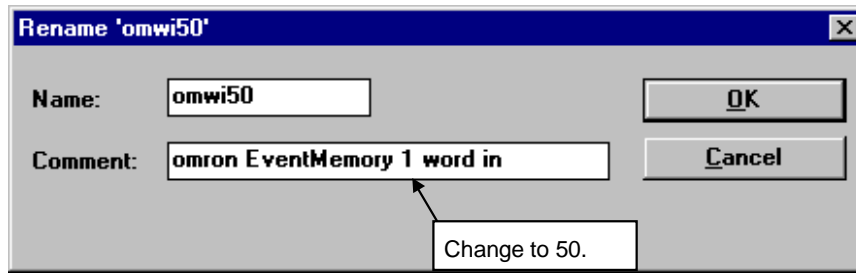 Rename 'omwi50'
Name: omwi50 OK
Comment: omron EventMemory 1 word in Cancel
Change to 50.